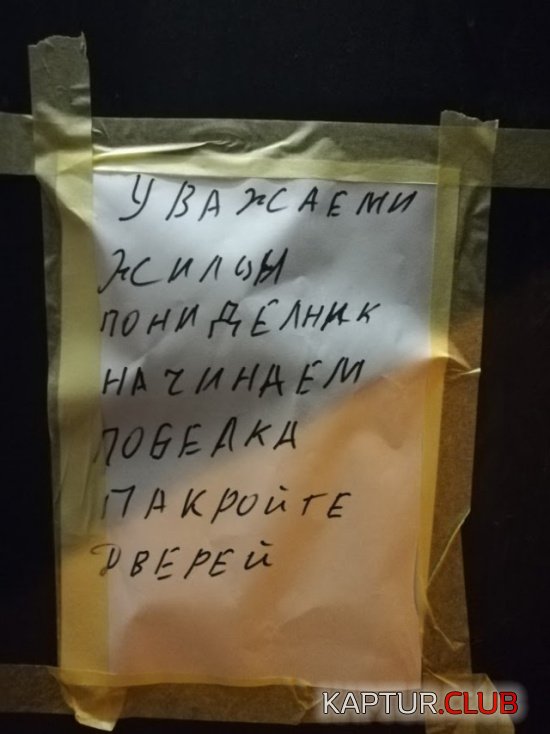 УВАЖАЕМИ
ЖИЛЦЫ
ПОНИДЕЛНИК
НАЧИНАЕМ
ПОБЕЛКА
ПАКРОЙТЕ
ДВЕРЕЙ
KAPTUR.CLUB